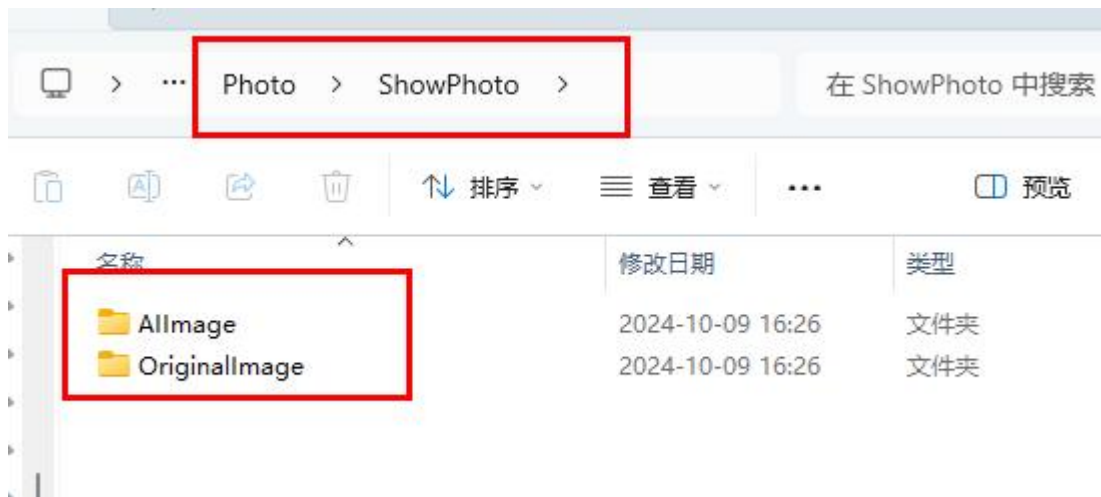 Photo > ShowPhoto >
在 ShowPhoto 中搜索
排序 查看 ... 预览
名称 修改日期 类型
AIImage 2024-10-09 16:26 文件夹
OriginalImage 2024-10-09 16:26 文件夹